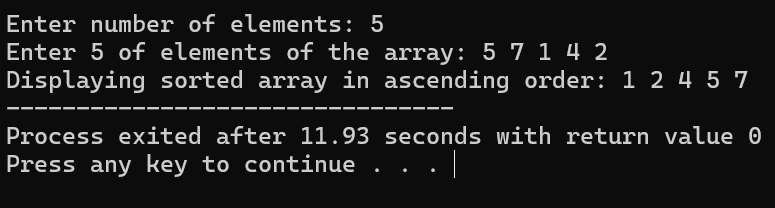 Enter number of elements: 5
Enter 5 of elements of the array: 5 7 1 4 2
Displaying sorted array in ascending order: 1 2 4 5 7
--------------------------------
Process exited after 11.93 seconds with return value 0
Press any key to continue . . .